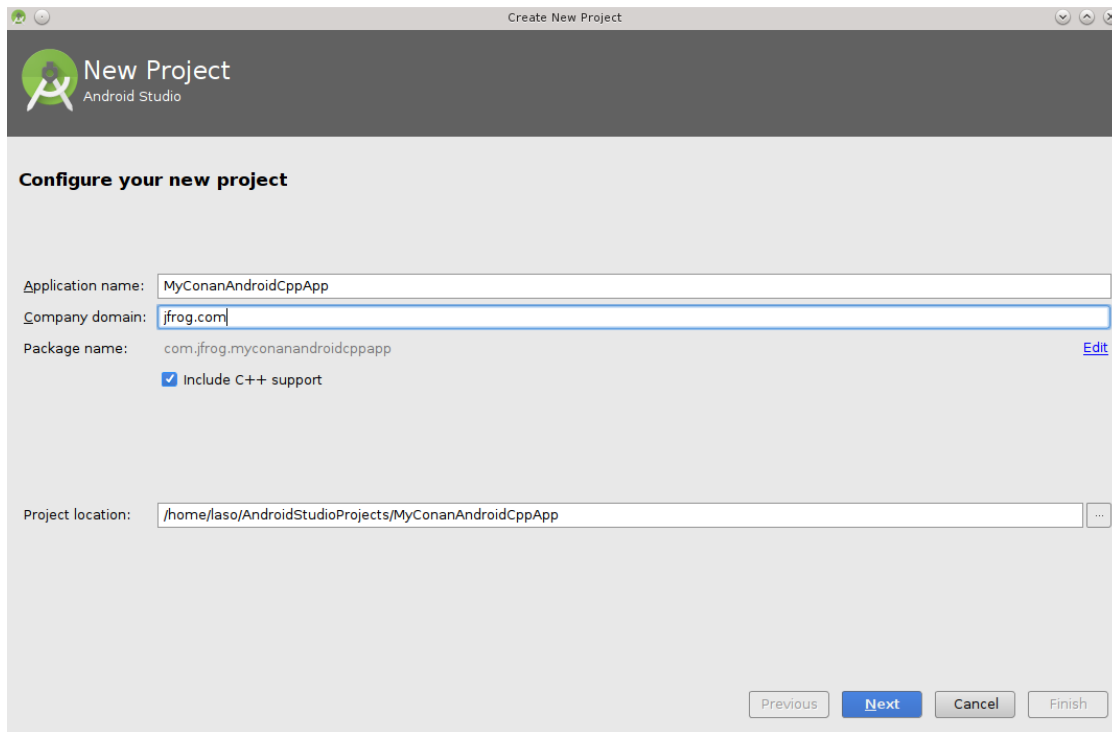 Create New Project
New Project
Android Studio
Configure your new project
Application name: MyConanAndroidCppApp
Company domain: jfrog.com
Package name: com.jfrog.myconanandroidcppapp Edit
Include C++ support
Project location: /home/laso/AndroidStudioProjects/MyConanAndroidCppApp ...
Previous Next Cancel Finish